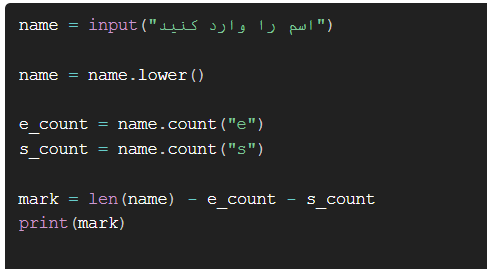 name = input("اسم را وارد کنید")
name = name.lower()
e_count = name.count("e")
s_count = name.count("s")
mark = len(name) - e_count - s_count
print(mark)